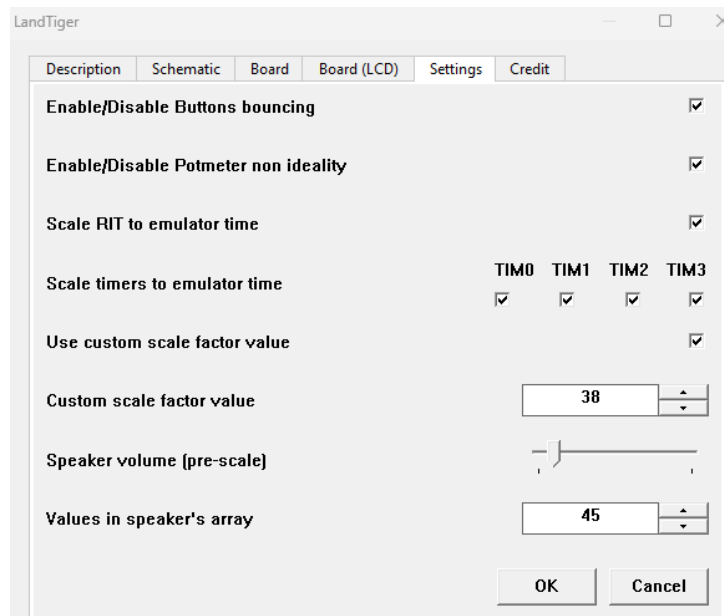 LandTiger
Description Schematic Board Board (LCD) Settings Credit
Enable/Disable Buttons bouncing
Enable/Disable Potmeter non ideality
Scale RIT to emulator time
TIM0 TIM1 TIM2 TIM3
Scale timers to emulator time
Use custom scale factor value
Custom scale factor value 38
Speaker volume (pre-scale)
Values in speaker's array 45
OK Cancel